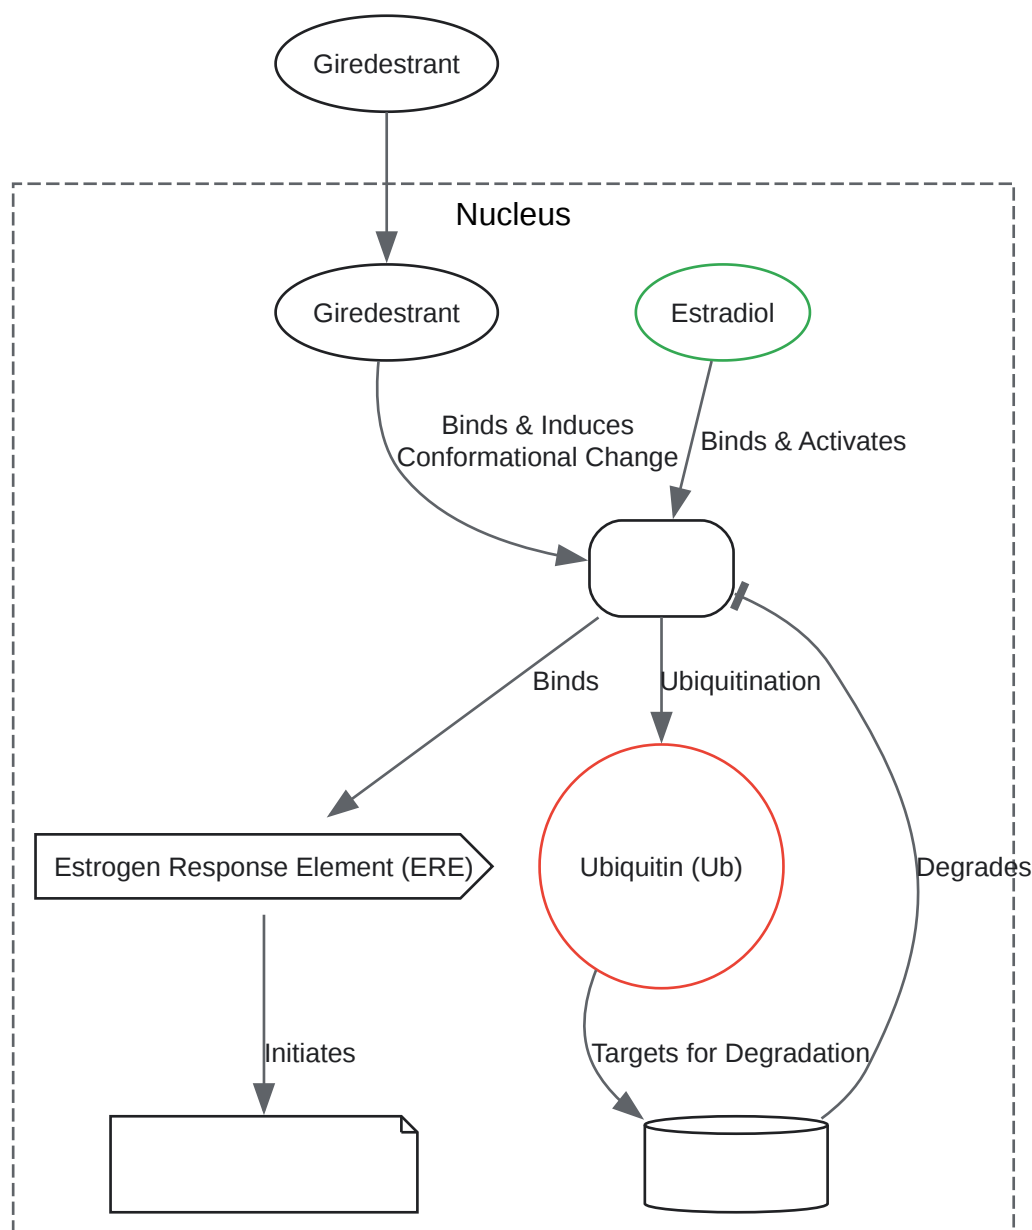 Giredestrant
Nucleus
Giredestrant
Estradiol
Binds & Induces
Conformational Change
Binds & Activates
Binds
Ubiquitination
Estrogen Response Element (ERE)
Ubiquitin (Ub)
Degrades
Initiates
Targets for Degradation